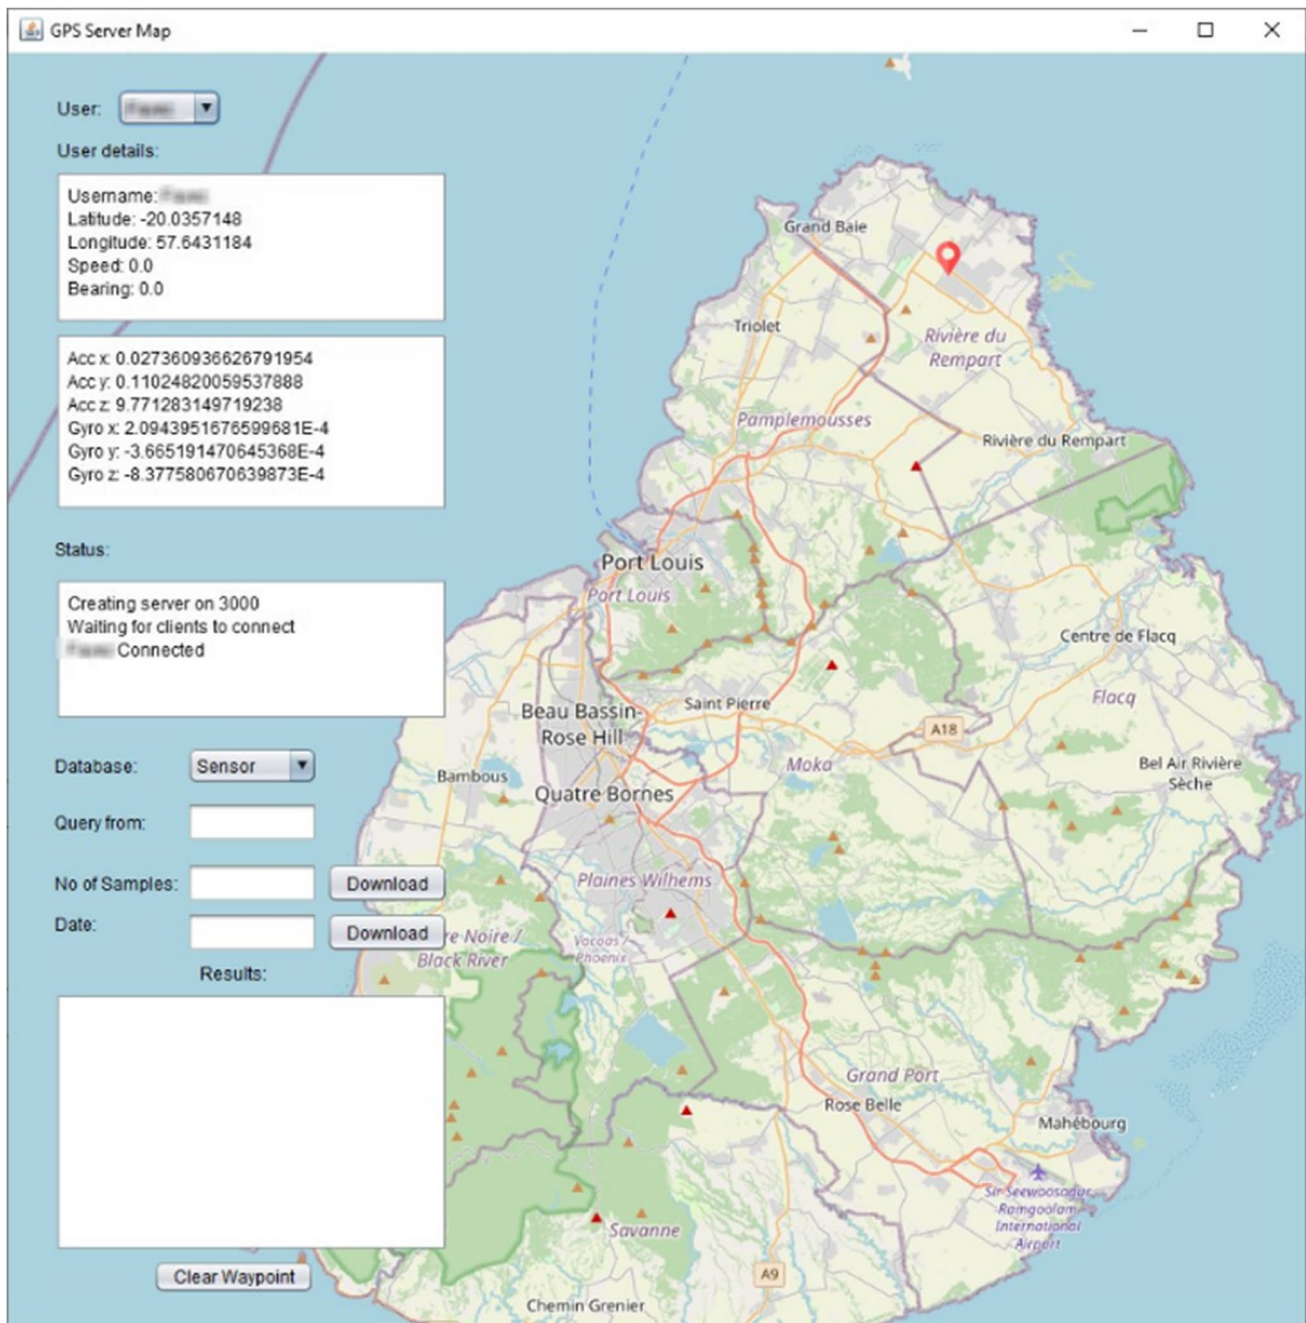 GPS Server Map
User:
User details:
Username:
Latitude: -20.0357148
Longitude: 57.6431184
Speed: 0.0
Bearing: 0.0
Acc x: 0.027360936626791954
Acc y: 0.11024820059537888
Acc z: 9.771283149719238
Gyro x: 2.0943951676599681E-4
Gyro y: -3.665191470645368E-4
Gyro z: -8.377580670639873E-4
Status:
Creating server on 3000
Waiting for clients to connect
Connected
Database: Sensor
Query from:
No of Samples: Download
Date: Download
Results:
Clear Waypoint
Grand Baie
Triolet
Rivière du
Rempart
Pamplemousses
Rivière du Rempart
Port Louis
Port Louis
Centre de Flacq
Flacq
Beau Bassin-
Rose Hill
Saint Pierre
A18
Moka
Bel Air Rivière
Sèche
Bambous
Quatre Bornes
Plaines Wilhems
re Noire /
Black River
Vacoas /
Phoenix
Grand Port
Rose Belle
Mahébourg
Sir Seewoosagur
Ramgoolam
International
Airport
Savanne
A9
Chemin Grenier